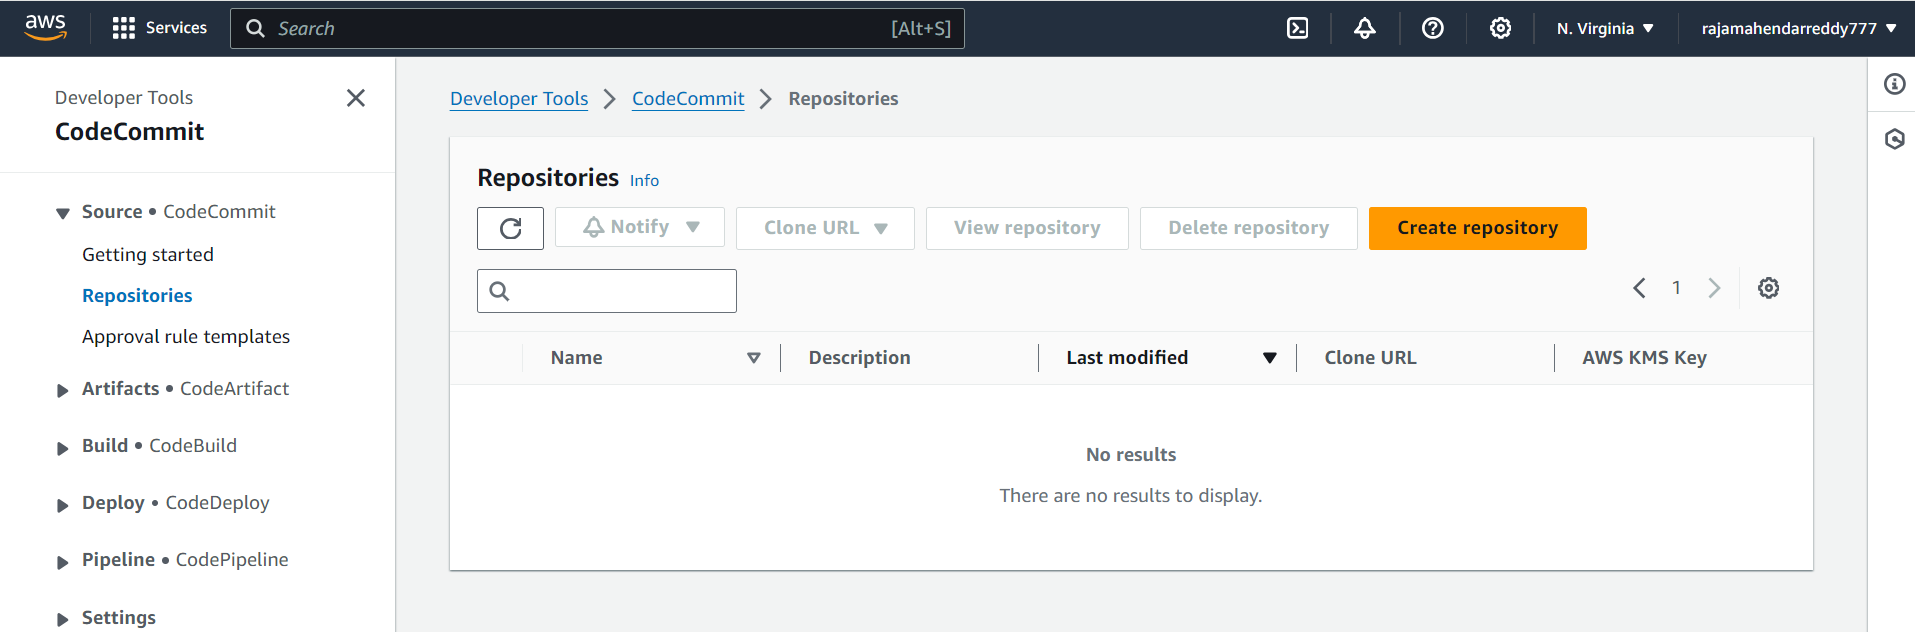 aws
Services
Search [Alt+S]
N. Virginia
rajamahendarreddy777
Developer Tools
CodeCommit
Source • CodeCommit
Getting started
Repositories
Approval rule templates
Artifacts • CodeArtifact
Build • CodeBuild
Deploy • CodeDeploy
Pipeline • CodePipeline
Settings
Developer Tools > CodeCommit > Repositories
Repositories Info
Notify Clone URL View repository Delete repository Create repository
1
Name Description Last modified Clone URL AWS KMS Key
No results
There are no results to display.